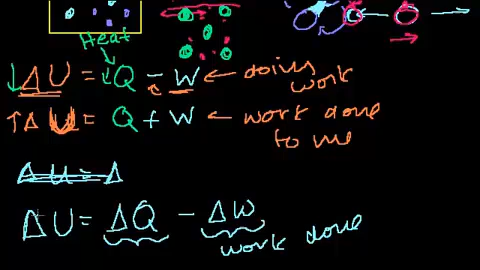 Heat
↓ΔU = ↓Q - W ← doing work
↑ΔU = Q + W ← work done to me
ΔU = Δ
ΔU = ΔQ - ΔW
work done